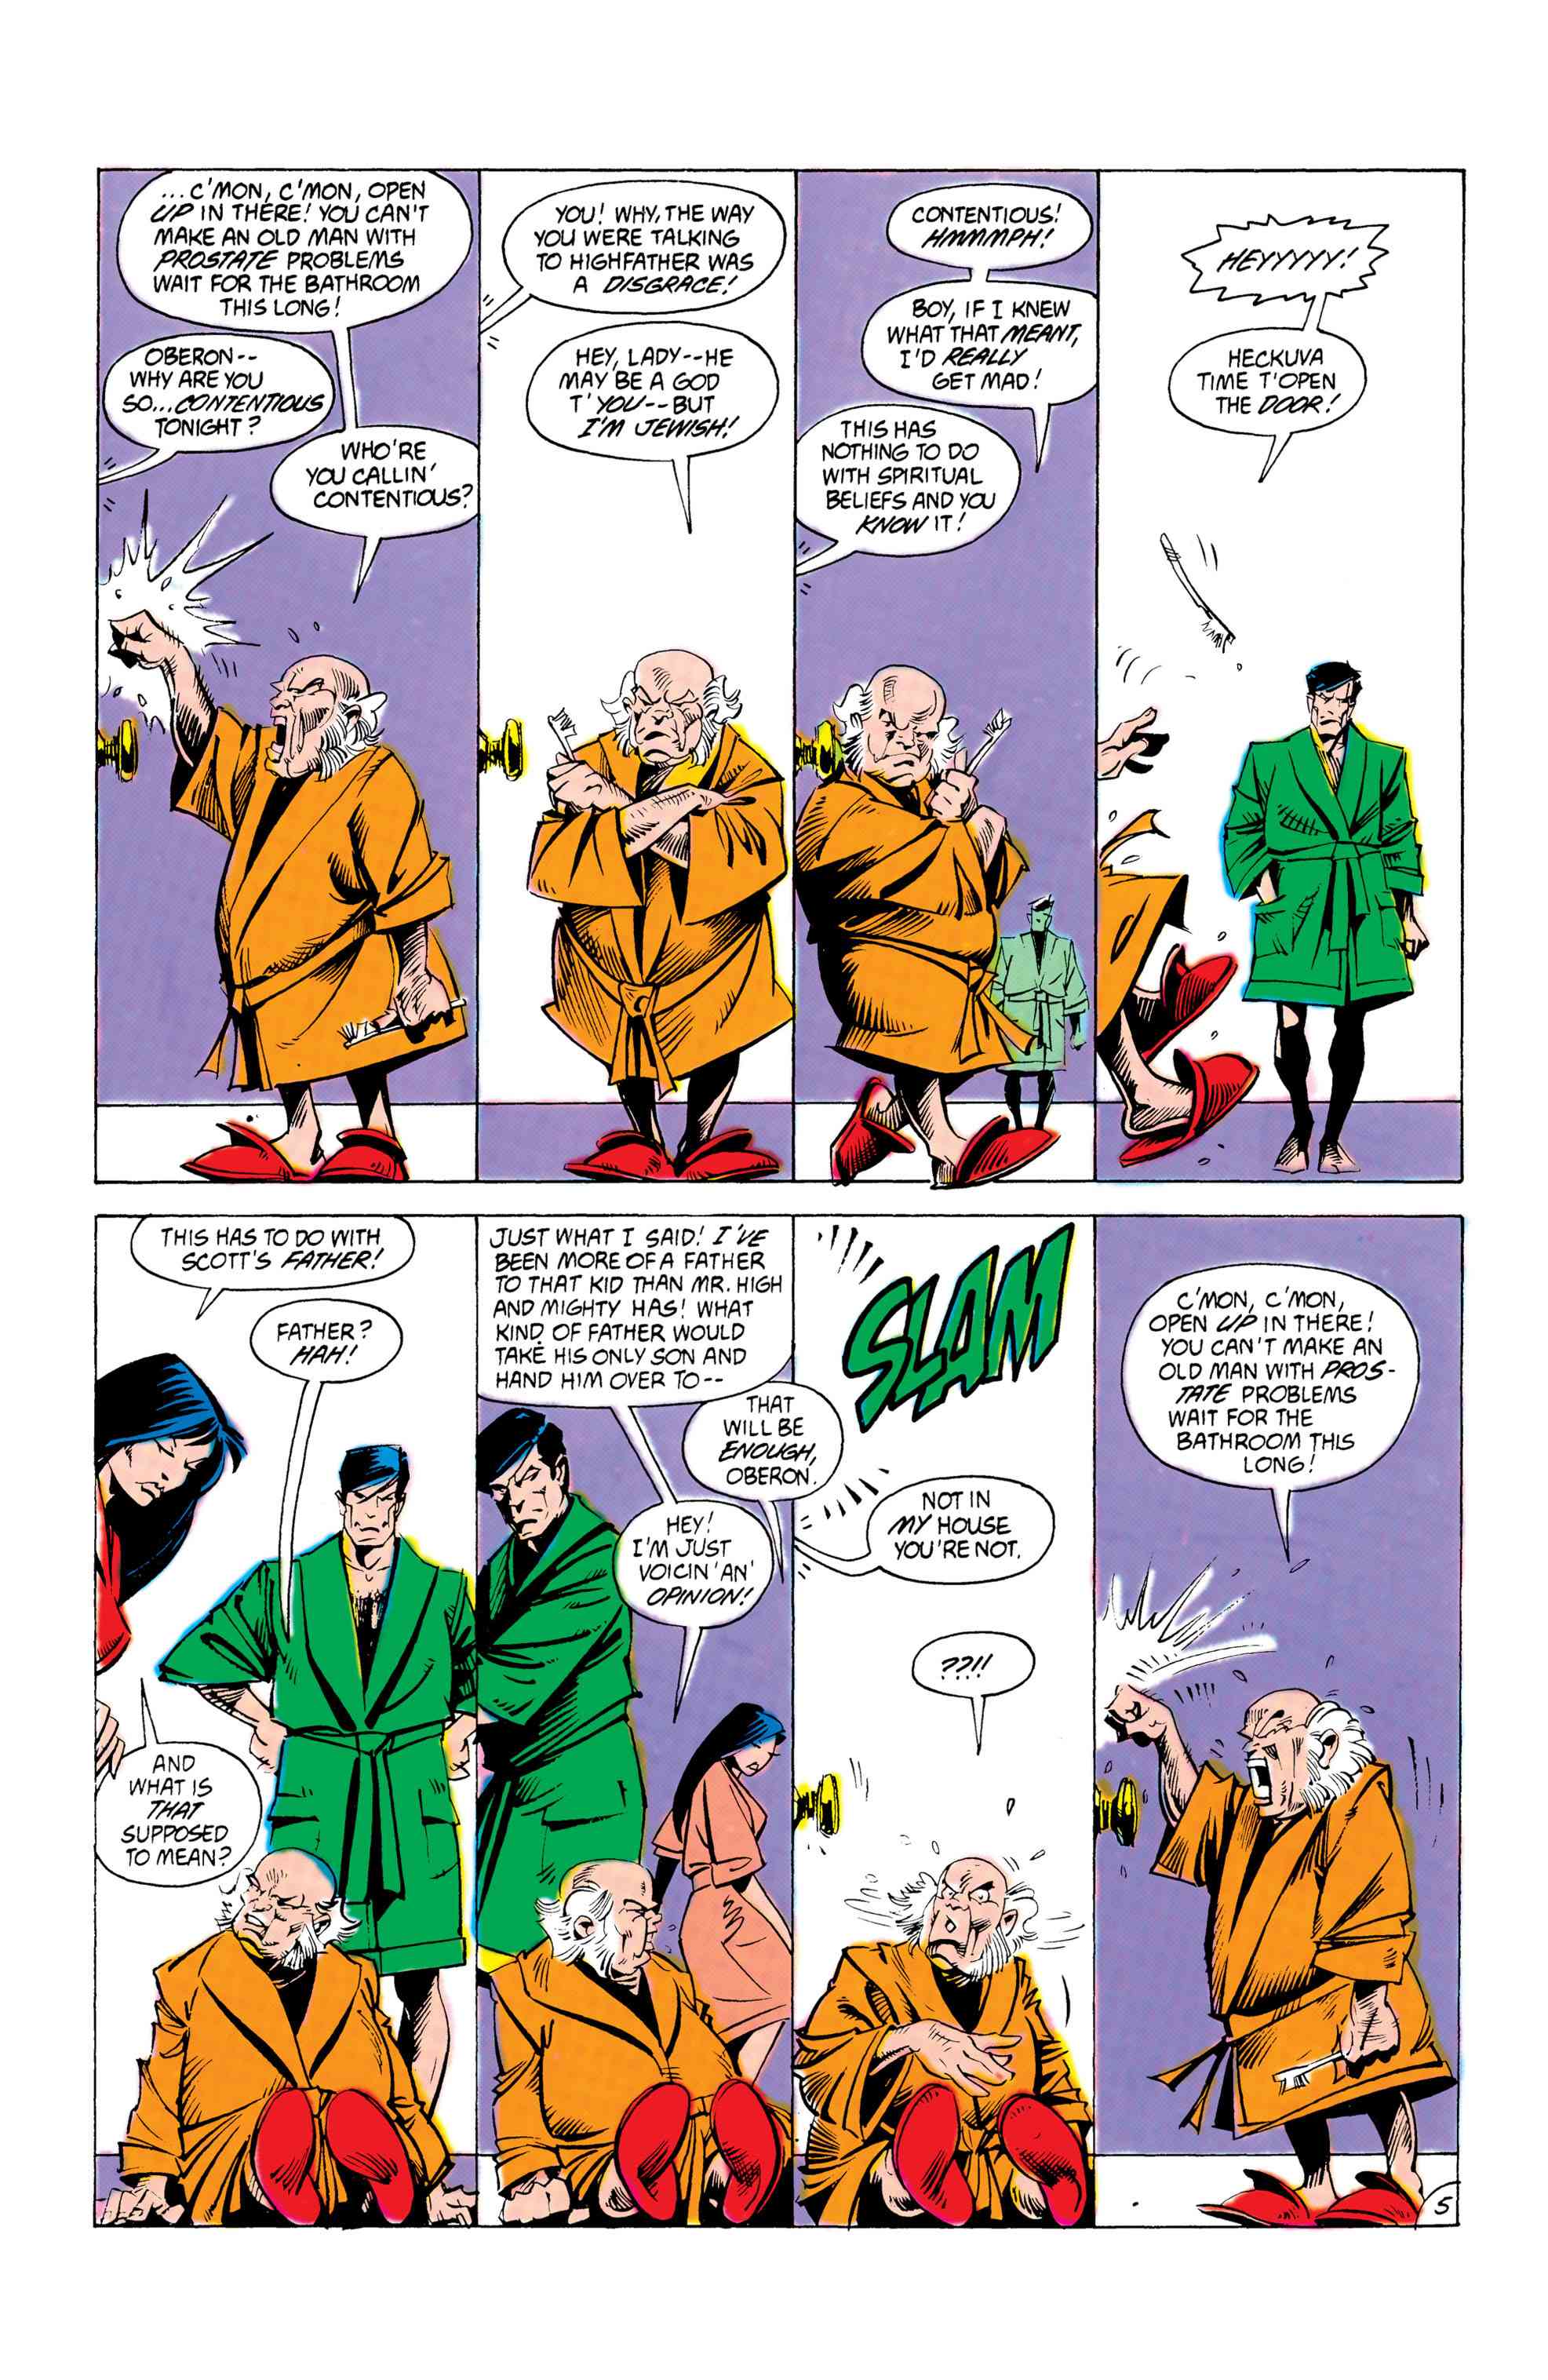 ...C'MON, C'MON, OPEN
UP IN THERE! YOU CAN'T
MAKE AN OLD MAN WITH
PROSTATE PROBLEMS
WAIT FOR THE BATHROOM
THIS LONG!
OBERON--
WHY ARE YOU
SO...CONTENTIOUS
TONIGHT?
WHO'RE
YOU CALLIN'
CONTENTIOUS?
YOU! WHY, THE WAY
YOU WERE TALKING
TO HIGHFATHER WAS
A DISGRACE!
HEY, LADY--HE
MAY BE A GOD
T'YOU--BUT
I'M JEWISH!
CONTENTIOUS!
HMMMPH!
BOY, IF I KNEW
WHAT THAT MEANT,
I'D REALLY
GET MAD!
THIS HAS
NOTHING TO DO
WITH SPIRITUAL
BELIEFS AND YOU
KNOW IT!
HEYYYYY!
HECKUVA
TIME T'OPEN
THE DOOR!
THIS HAS TO DO WITH
SCOTT'S FATHER!
FATHER?
HAH!
AND
WHAT IS
THAT
SUPPOSED
TO MEAN?
JUST WHAT I SAID! I'VE
BEEN MORE OF A FATHER
TO THAT KID THAN MR. HIGH
AND MIGHTY HAS! WHAT
KIND OF FATHER WOULD
TAKE HIS ONLY SON AND
HAND HIM OVER TO--
THAT
WILL BE
ENOUGH,
OBERON.
HEY!
I'M JUST
VOICIN' AN'
OPINION!
SLAM
NOT IN
MY HOUSE
YOU'RE NOT.
??!!
C'MON, C'MON,
OPEN UP IN THERE!
YOU CAN'T MAKE AN
OLD MAN WITH PROS-
TATE PROBLEMS
WAIT FOR THE
BATHROOM THIS
LONG!
5